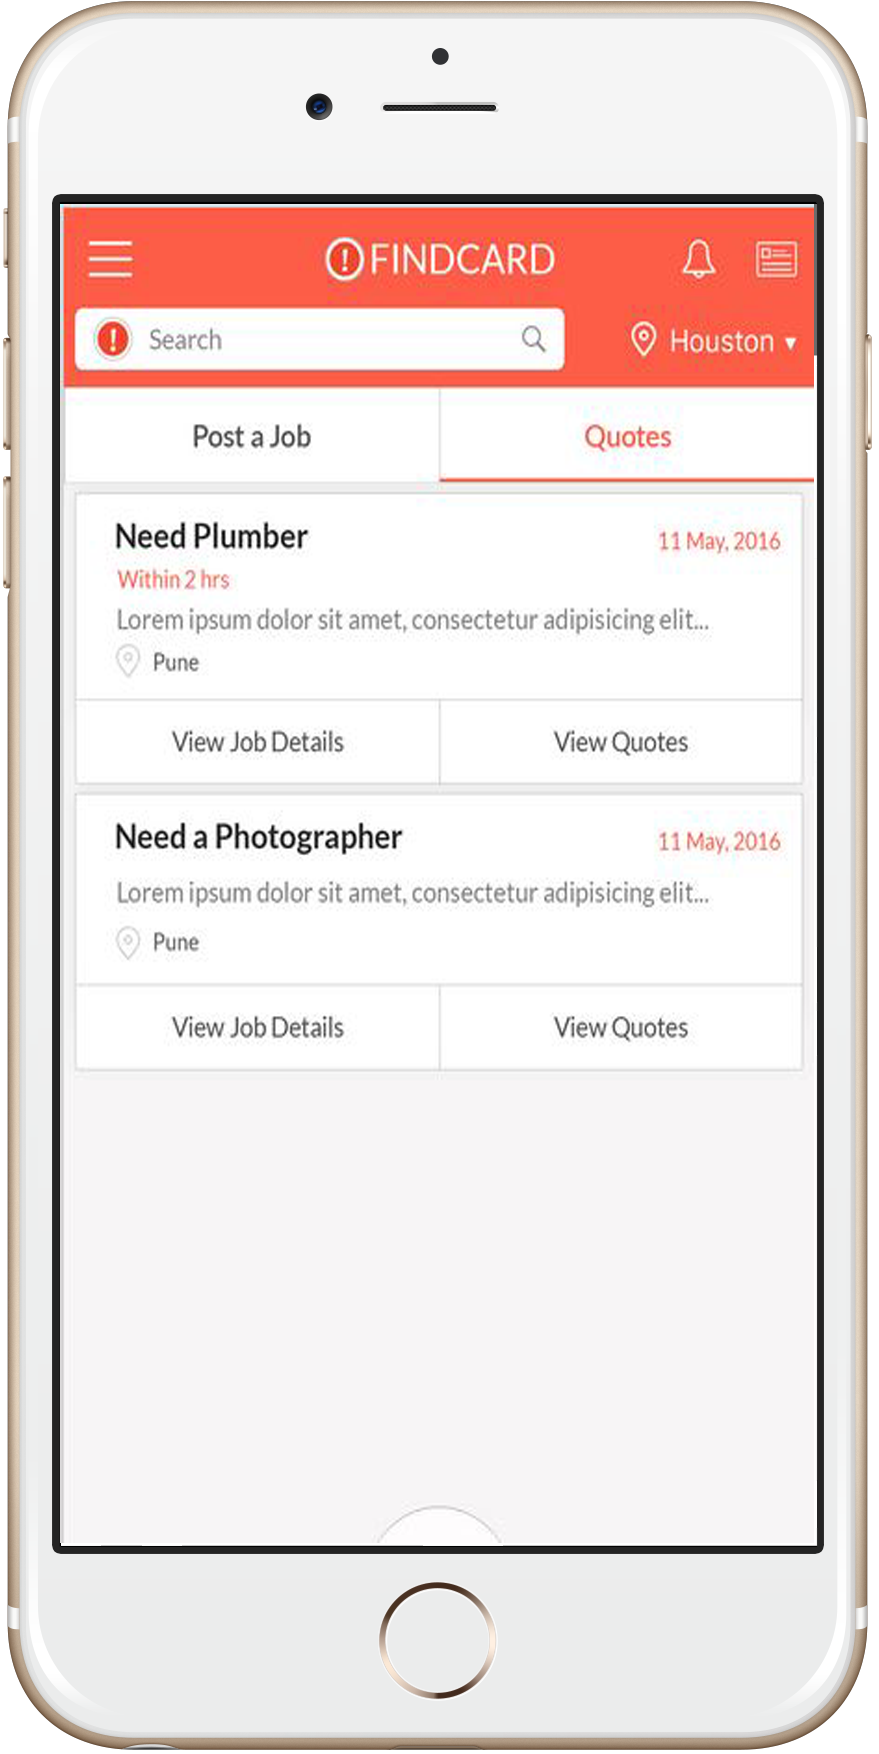 FINDCARD
Search
Houston
Post a Job
Quotes
Need Plumber
11 May, 2016
Within 2 hrs
Lorem ipsum dolor sit amet, consectetur adipisicing elit...
Pune
View Job Details
View Quotes
Need a Photographer
11 May, 2016
Lorem ipsum dolor sit amet, consectetur adipisicing elit...
Pune
View Job Details
View Quotes